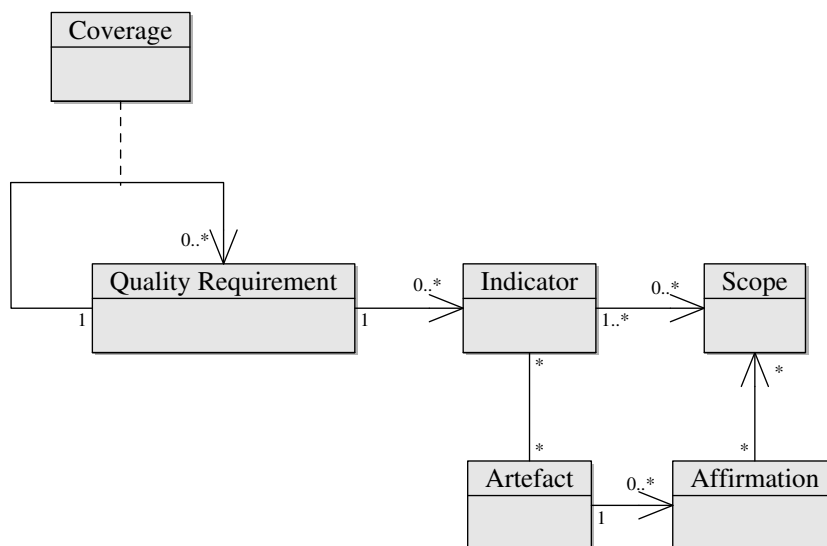 Coverage
0..*
Quality Requirement
1
1
0..*
Indicator
1..*
0..*
Scope
*
*
*
*
Artefact
1
0..*
Affirmation